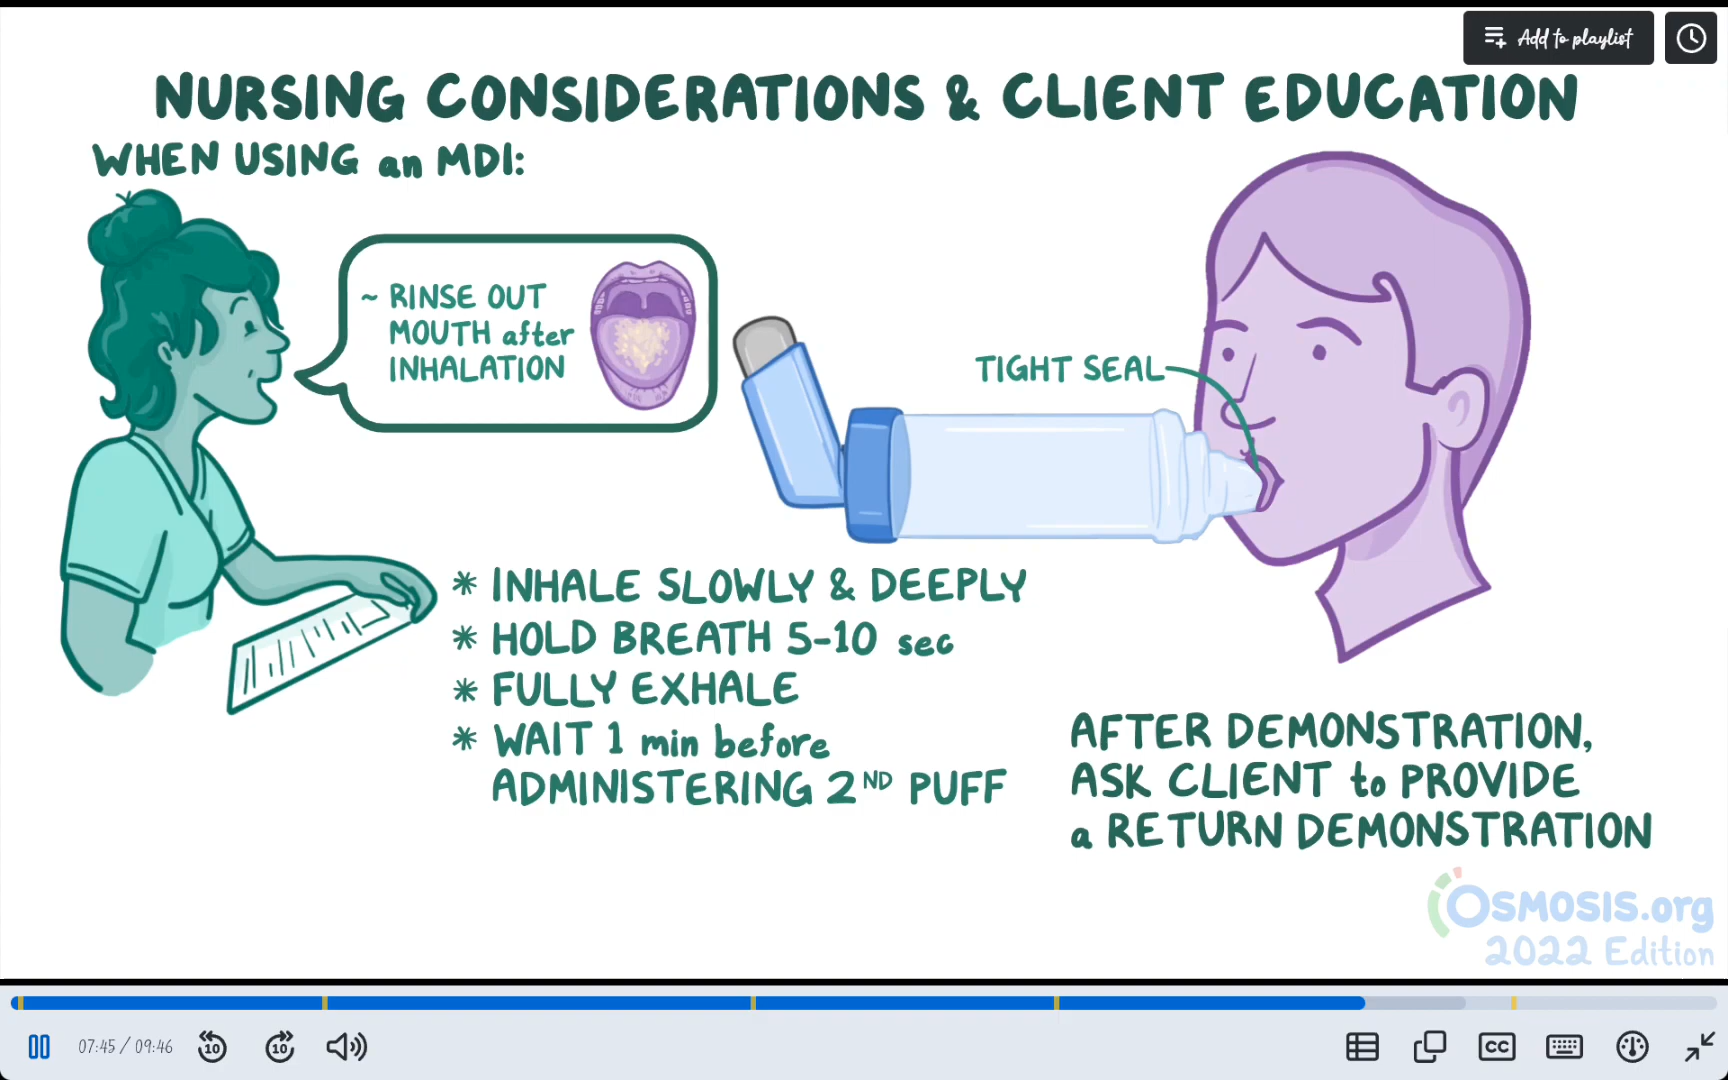 Add to playlist
NURSING CONSIDERATIONS & CLIENT EDUCATION
WHEN USING an MDI:
~ RINSE OUT
MOUTH after
INHALATION
TIGHT SEAL
* INHALE SLOWLY & DEEPLY
* HOLD BREATH 5-10 sec
* FULLY EXHALE
* WAIT 1 min before
ADMINISTERING 2ND PUFF
AFTER DEMONSTRATION,
ASK CLIENT to PROVIDE
a RETURN DEMONSTRATION
OSMOSIS.org
2022 Edition
07:45 / 09:46
10
10
CC